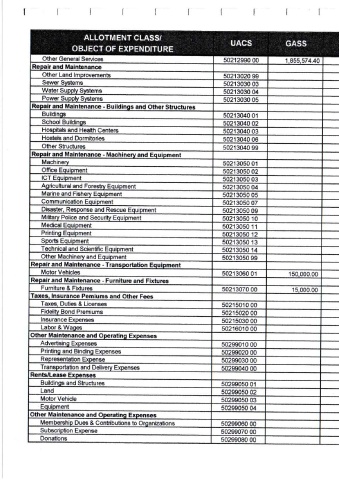 ALLOTMENT CLASS/
OBJECT OF EXPENDITURE UACS GASS
Other General Services 50212990 00 1,855,574.40
Repair and Maintenance
Other Land Improvements 50213020 99
Sewer Systems 50213030 03
Water Supply Systems 50213030 04
Power Supply Systems 50213030 05
Repair and Maintenance - Buildings and Other Structures
Buildings 50213040 01
School Buildings 50213040 02
Hospitals and Health Centers 50213040 03
Hostels and Dormitories 50213040 06
Other Structures 50213040 99
Repair and Maintenance - Machinery and Equipment
Machinery 50213050 01
Office Equipment 50213050 02
ICT Equipment 50213050 03
Agricultural and Forestry Equipment 50213050 04
Marine and Fishery Equipment 50213050 05
Communication Equipment 50213050 07
Disaster, Response and Rescue Equipment 50213050 09
Military Police and Security Equipment 50213050 10
Medical Equipment 50213050 11
Printing Equipment 50213050 12
Sports Equipment 50213050 13
Technical and Scientific Equipment 50213050 14
Other Machinery and Equipment 50213050 99
Repair and Maintenance - Transportation Equipment
Motor Vehicles 50213060 01 150,000.00
Repair and Maintenance - Furniture and Fixtures
Furniture & Fixtures 50213070 00 15,000.00
Taxes, Insurance Pemiums and Other Fees
Taxes, Duties & Licenses 50215010 00
Fidelity Bond Premiums 50215020 00
Insurance Expenses 50215030 00
Labor & Wages 50216010 00
Other Maintenance and Operating Expenses
Advertising Expenses 50299010 00
Printing and Binding Expenses 50299020 00
Representation Expense 50299030 00
Transportation and Delivery Expenses 50299040 00
Rents/Lease Expenses
Buildings and Structures 50299050 01
Land 50299050 02
Motor Vehicle 50299050 03
Equipment 50299050 04
Other Maintenance and Operating Expenses
Membership Dues & Contributions to Organizations 50299060 00
Subscription Expense 50299070 00
Donations 50299080 00